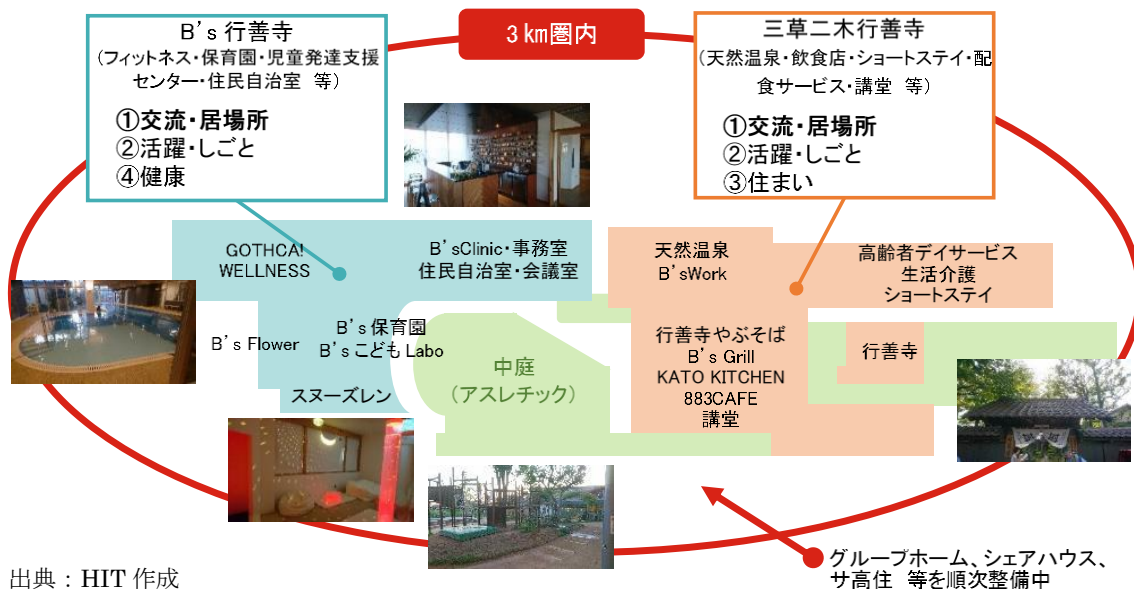 B's 行善寺
(フィットネス・保育園・児童発達支援
センター・住民自治室 等)
①交流・居場所
②活躍・しごと
④健康
3㎞圏内
三草二木行善寺
(天然温泉・飲食店・ショートステイ・配
食サービス・講堂 等)
①交流・居場所
②活躍・しごと
③住まい
GOTHCA!
WELLNESS
B'sClinic・事務室
住民自治室・会議室
天然温泉
B'sWork
高齢者デイサービス
生活介護
ショートステイ
B's Flower
B's 保育園
B's こども Labo
スヌーズレン
中庭
(アスレチック)
行善寺やぶそば
B's Grill
KATO KITCHEN
883CAFE
講堂
行善寺
グループホーム、シェアハウス、
サ高住 等を順次整備中
出典：HIT 作成